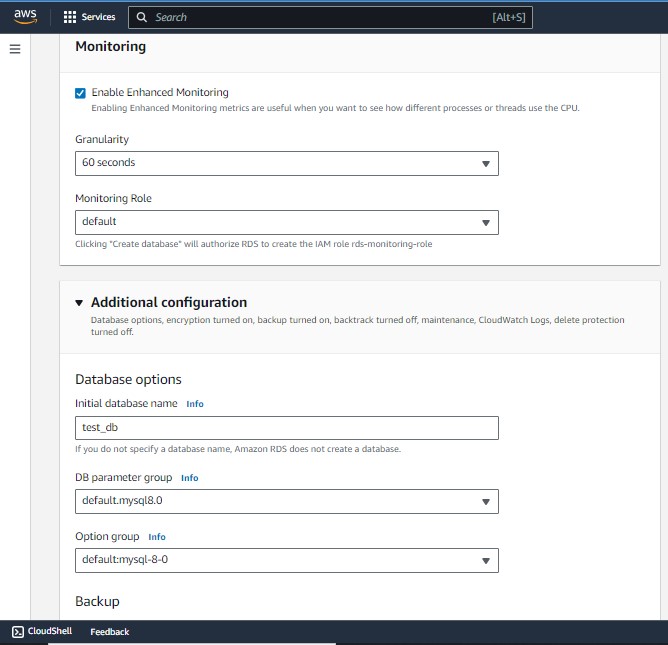 aws
Services
Search
[Alt+S]
Monitoring
Enable Enhanced Monitoring
Enabling Enhanced Monitoring metrics are useful when you want to see how different processes or threads use the CPU.
Granularity
60 seconds
Monitoring Role
default
Clicking "Create database" will authorize RDS to create the IAM role rds-monitoring-role
Additional configuration
Database options, encryption turned on, backup turned on, backtrack turned off, maintenance, CloudWatch Logs, delete protection
turned off.
Database options
Initial database name Info
test_db
If you do not specify a database name, Amazon RDS does not create a database.
DB parameter group Info
default.mysql8.0
Option group Info
default:mysql-8-0
Backup
CloudShell Feedback